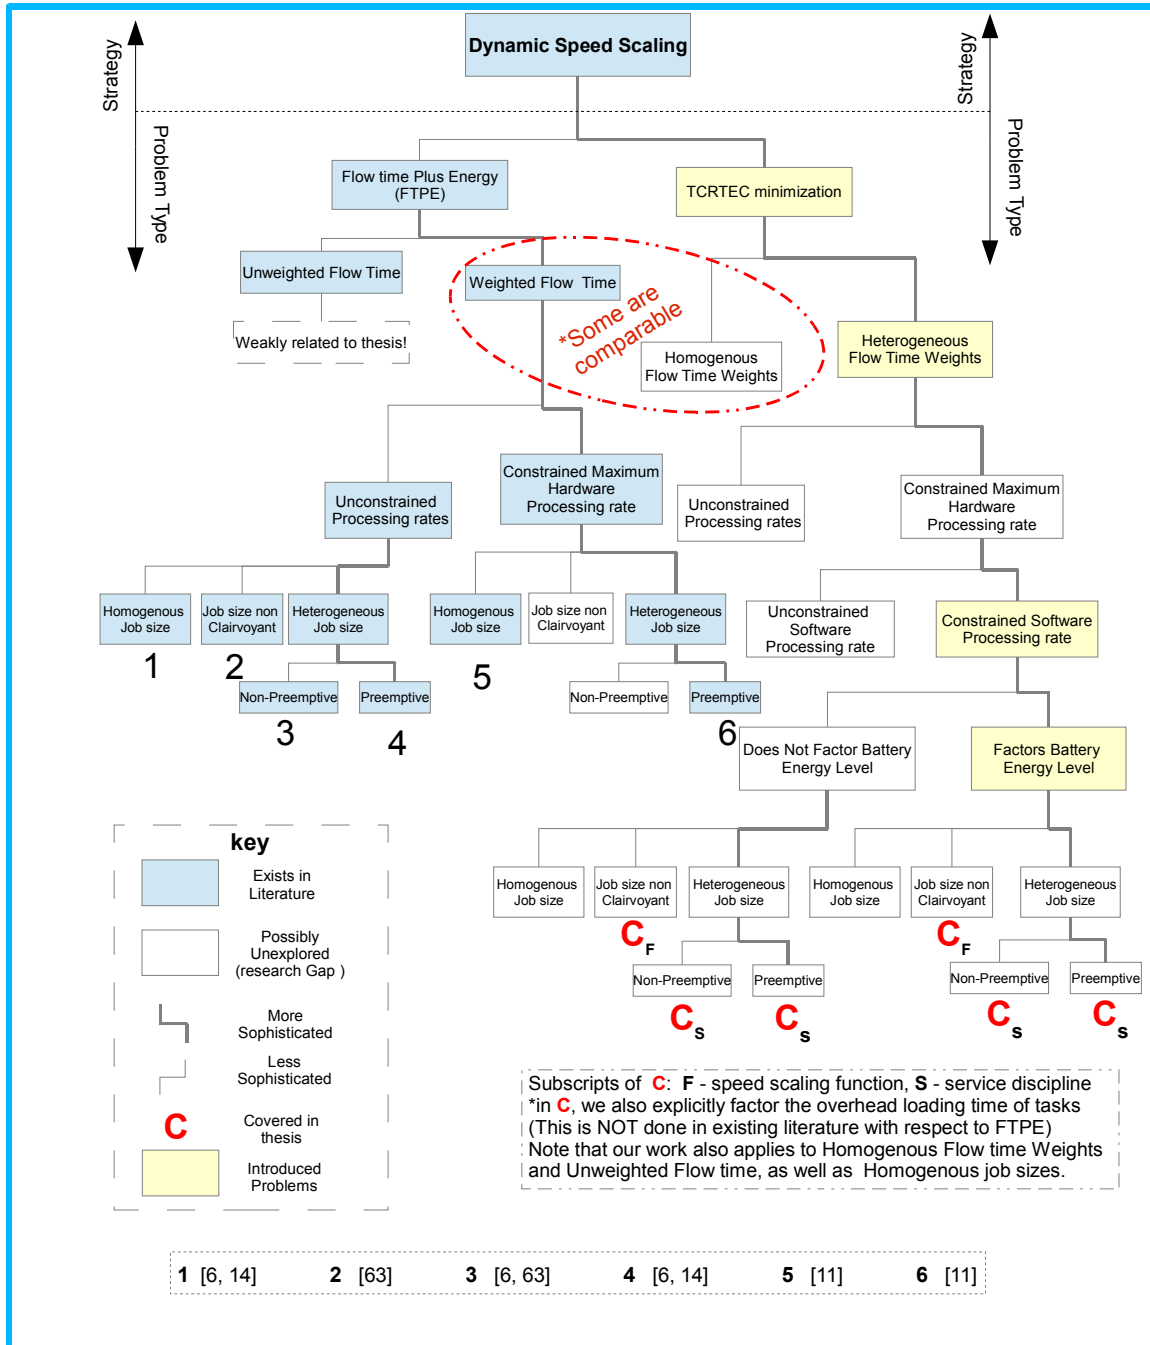 Dynamic Speed Scaling
Strategy
Problem Type
Strategy
Problem Type
Flow time Plus Energy
(FTPE)
TCRTEC minimization
Unweighted Flow Time
Weighted Flow Time
Weakly related to thesis!
*Some are
comparable
Homogenous
Flow Time Weights
Heterogeneous
Flow Time Weights
Unconstrained
Processing rates
Constrained Maximum
Hardware
Processing rate
Unconstrained
Processing rates
Constrained Maximum
Hardware
Processing rate
Homogenous
Job size
Job size non
Clairvoyant
Heterogeneous
Job size
Homogenous
Job size
Job size non
Clairvoyant
Heterogeneous
Job size
Unconstrained
Software
Processing rate
Constrained Software
Processing rate
1
2
5
Non-Preemptive
Preemptive
Non-Preemptive
Preemptive
3
4
6
Does Not Factor Battery
Energy Level
Factors Battery
Energy Level
Homogenous
Job size
Job size non
Clairvoyant
Heterogeneous
Job size
Homogenous
Job size
Job size non
Clairvoyant
Heterogeneous
Job size
CF
CF
Non-Preemptive
Preemptive
Non-Preemptive
Preemptive
Cs
Cs
Cs
Cs
key
Exists in
Literature
Possibly
Unexplored
(research Gap )
More
Sophisticated
Less
Sophisticated
C
Covered in
thesis
Introduced
Problems
Subscripts of C: F - speed scaling function, S - service discipline
*in C, we also explicitly factor the overhead loading time of tasks
(This is NOT done in existing literature with respect to FTPE)
Note that our work also applies to Homogenous Flow time Weights
and Unweighted Flow time, as well as Homogenous job sizes.
1 [6, 14] 2 [63] 3 [6, 63] 4 [6, 14] 5 [11] 6 [11]